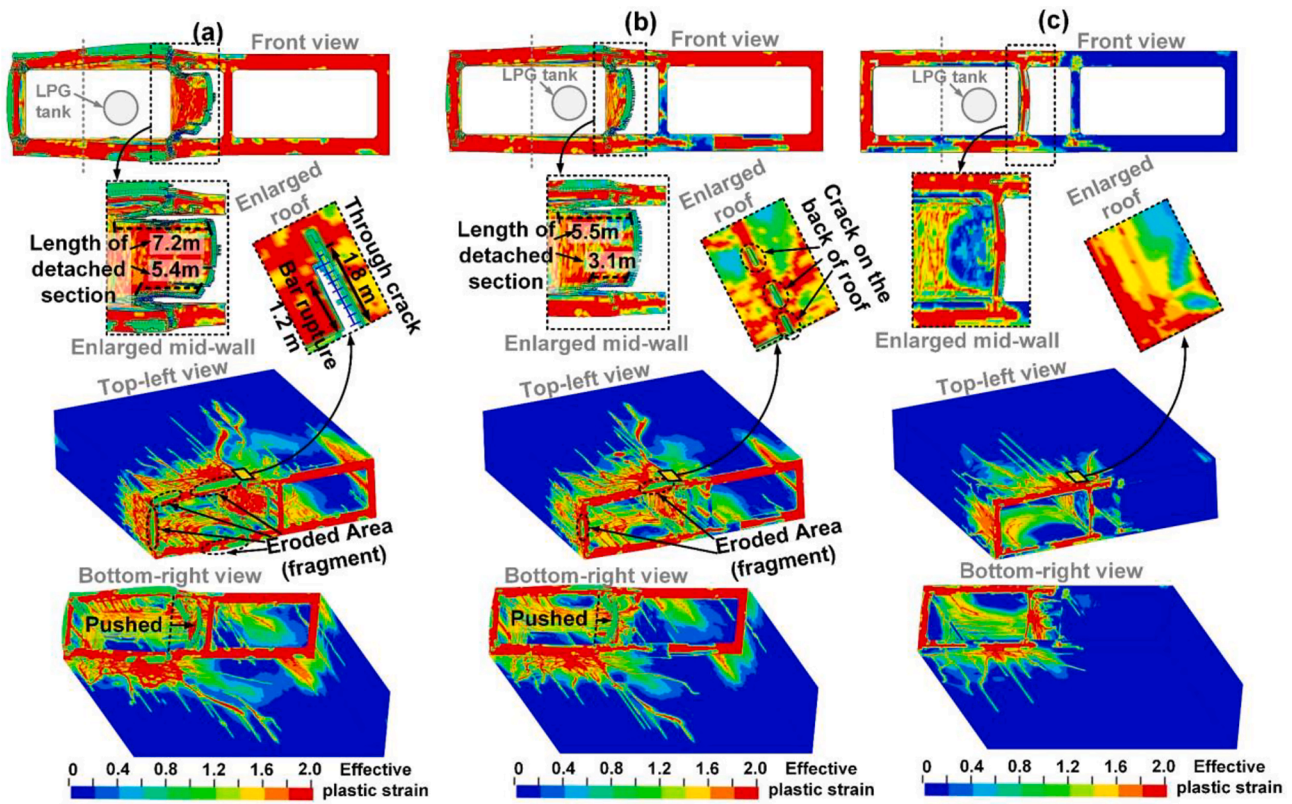 (a)
Front view
LPG
tank
Enlarged
roof
Length of
detached
section
7.2m
5.4m
Through crack
1.8 m
Bar rupture
1.2 m
Enlarged mid-wall
Top-left view
Eroded Area
(fragment)
Bottom-right view
Pushed
0 0.4 0.8 1.2 1.6 2.0
Effective
plastic strain
(b)
Front view
LPG tank
Enlarged
roof
Length of
detached
section
5.5m
3.1m
Crack on the
back of roof
Enlarged mid-wall
Top-left view
Eroded Area
(fragment)
Bottom-right view
Pushed
0 0.4 0.8 1.2 1.6 2.0
Effective
plastic strain
(c)
Front view
LPG tank
Enlarged
roof
Enlarged mid-wall
Top-left view
Bottom-right view
0 0.4 0.8 1.2 1.6 2.0
Effective
plastic strain